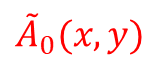 Ã₀(x, y)